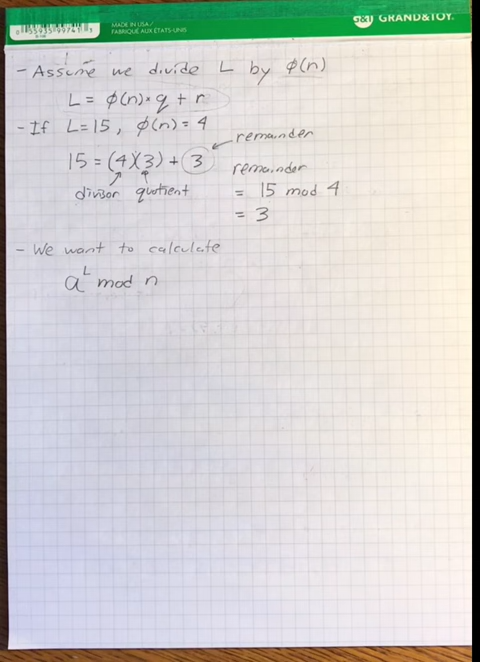 MADE IN USA /
FABRIQUÉ AUX ÉTATS-UNIS
G&T GRAND&TOY.
- Assume we divide L by φ(n)
L = φ(n)·q + r
- If L=15, φ(n)=4
remainder
15 = (4)(3) + 3
divisor quotient
remainder
= 15 mod 4
= 3
- We want to calculate
a^L mod n